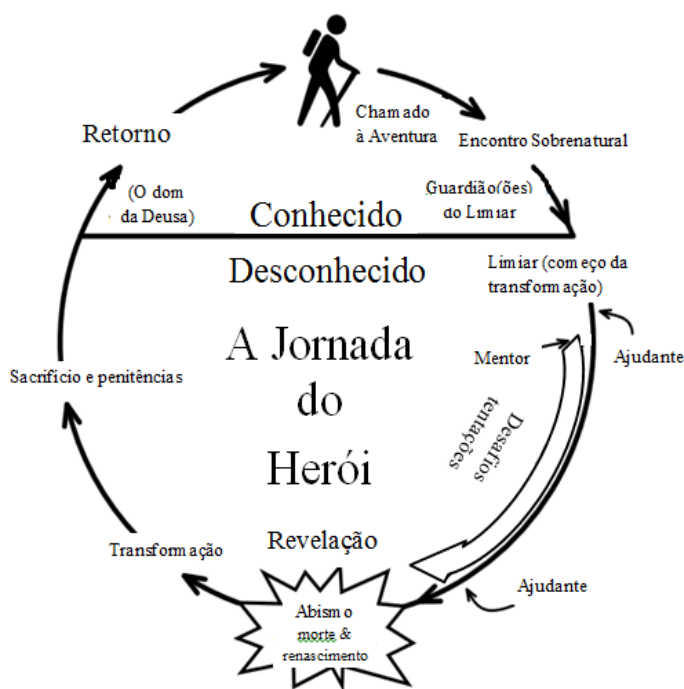 Chamado
à Aventura
Encontro Sobrenatural
Guardião(ões)
do Limiar
Retorno
(O dom
da Deusa)
Conhecido
Desconhecido
Limiar (começo da
transformação)
A Jornada
do
Herói
Mentor
Ajudante
Desafios
tentações
Sacrifício e penitências
Transformação
Revelação
Ajudante
Abismo
morte &
renascimento